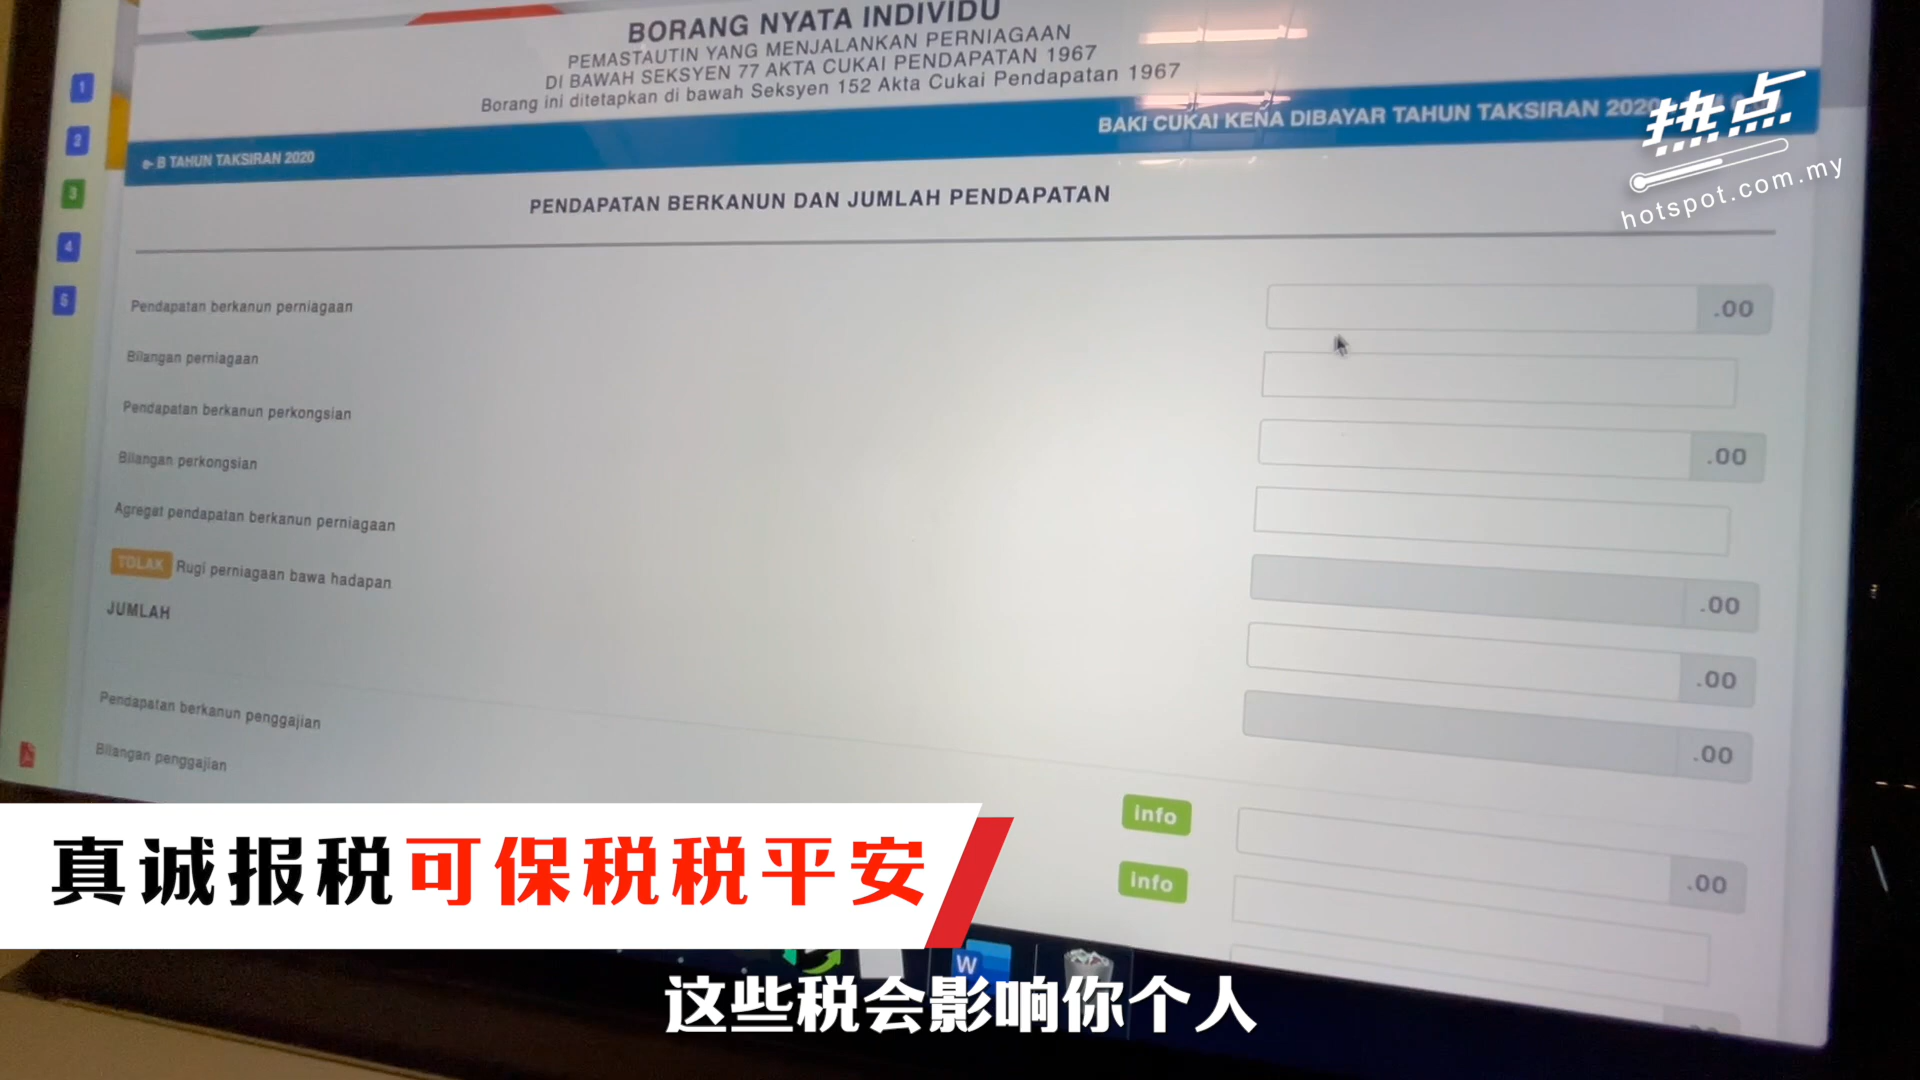 BORANG NYATA INDIVIDU
PEMASTAUTIN YANG MENJALANKAN PERNIAGAAN
DI BAWAH SEKSYEN 77 AKTA CUKAI PENDAPATAN 1967
Borang ini ditetapkan di bawah Seksyen 152 Akta Cukai Pendapatan 1967
BAKI CUKAI KENA DIBAYAR TAHUN TAKSIRAN 2020
热点
hotspot.com.my
e- B TAHUN TAKSIRAN 2020
1
2
3
4
5
PENDAPATAN BERKANUN DAN JUMLAH PENDAPATAN
Pendapatan berkanun perniagaan
.00
Bilangan perniagaan
Pendapatan berkanun perkongsian
.00
Bilangan perkongsian
Agregat pendapatan berkanun perniagaan
.00
TOLAK Rugi perniagaan bawa hadapan
.00
JUMLAH
.00
Pendapatan berkanun penggajian
info
.00
Bilangan penggajian
info
真诚报税可保税税平安
W
这些税会影响你个人